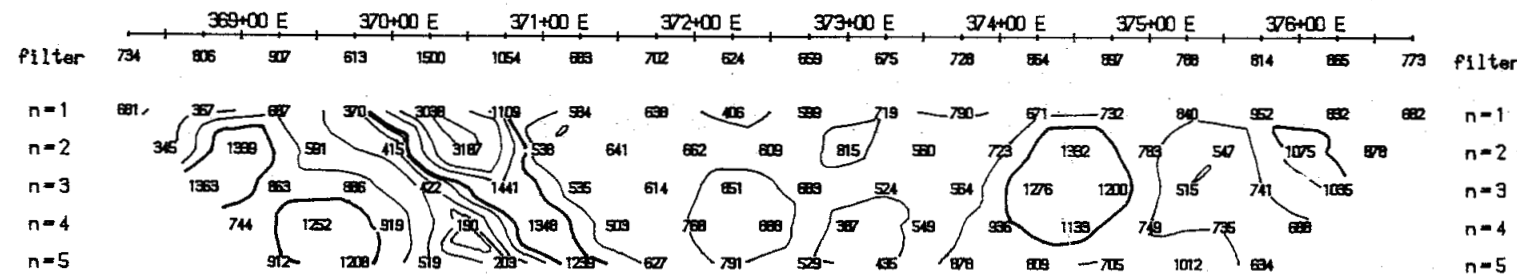 369+00 E 370+00 E 371+00 E 372+00 E 373+00 E 374+00 E 375+00 E 376+00 E
filter 734 806 907 613 1500 1054 683 702 624 659 675 728 864 897 788 814 865 773 filter
n=1 681 367 687 370 3038 1109 584 638 406 599 719 790 671 732 840 952 892 682 n=1
n=2 345 1399 591 415 3187 538 641 662 609 815 560 723 1392 783 547 1075 878 n=2
n=3 1363 863 886 422 1441 535 614 851 689 524 564 1276 1200 515 741 1035 n=3
n=4 744 1252 919 190 1348 503 768 688 387 549 936 1139 749 735 688 n=4
n=5 912 1208 519 203 1239 627 791 529 435 878 809 705 1012 634 n=5